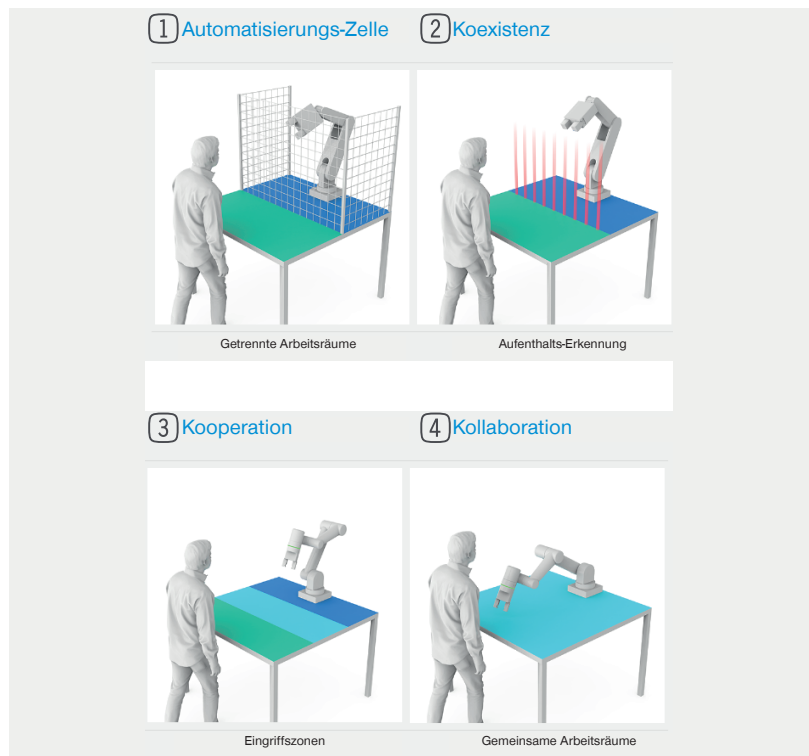 1 Automatisierungs-Zelle
2 Koexistenz
Getrennte Arbeitsräume
Aufenthalts-Erkennung
3 Kooperation
4 Kollaboration
Eingriffszonen
Gemeinsame Arbeitsräume